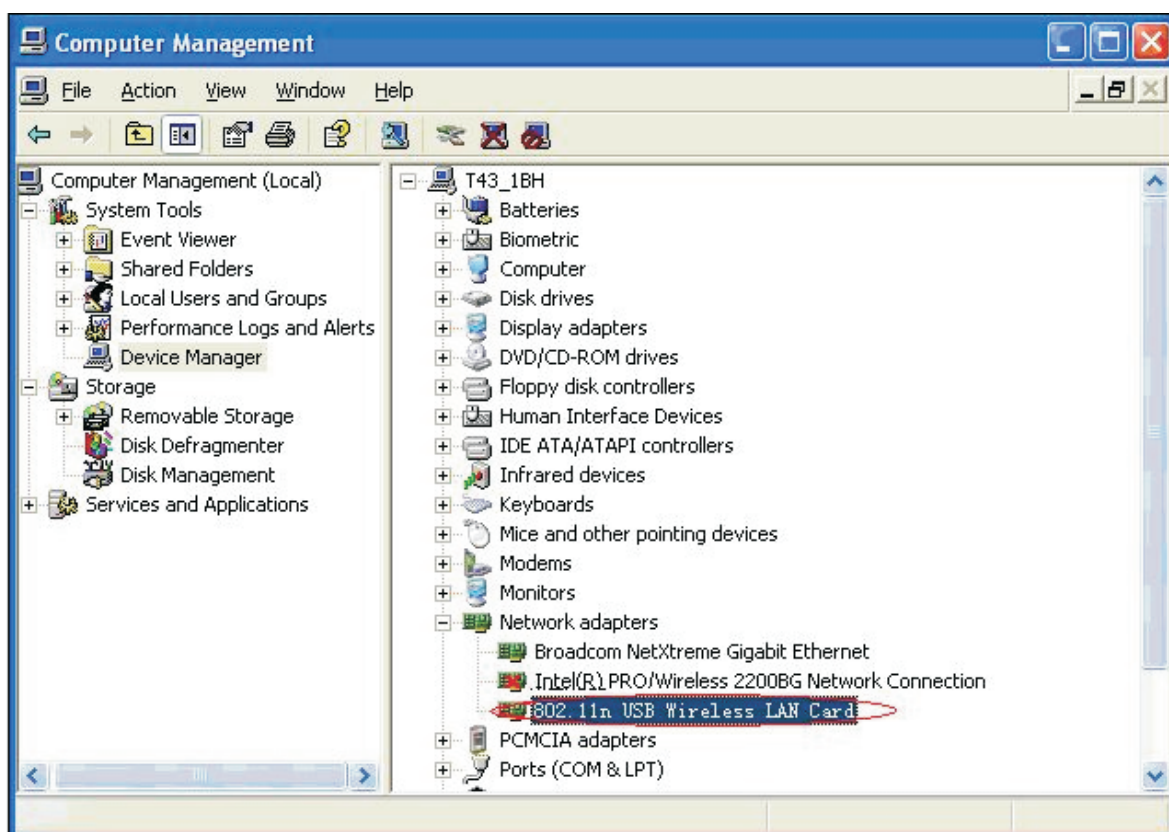 Computer Management
File Action View Window Help
Computer Management (Local)
System Tools
Event Viewer
Shared Folders
Local Users and Groups
Performance Logs and Alerts
Device Manager
Storage
Removable Storage
Disk Defragmenter
Disk Management
Services and Applications
T43_1BH
Batteries
Biometric
Computer
Disk drives
Display adapters
DVD/CD-ROM drives
Floppy disk controllers
Human Interface Devices
IDE ATA/ATAPI controllers
Infrared devices
Keyboards
Mice and other pointing devices
Modems
Monitors
Network adapters
Broadcom NetXtreme Gigabit Ethernet
Intel(R) PRO/Wireless 2200BG Network Connection
802.11n USB Wireless LAN Card
PCMCIA adapters
Ports (COM & LPT)